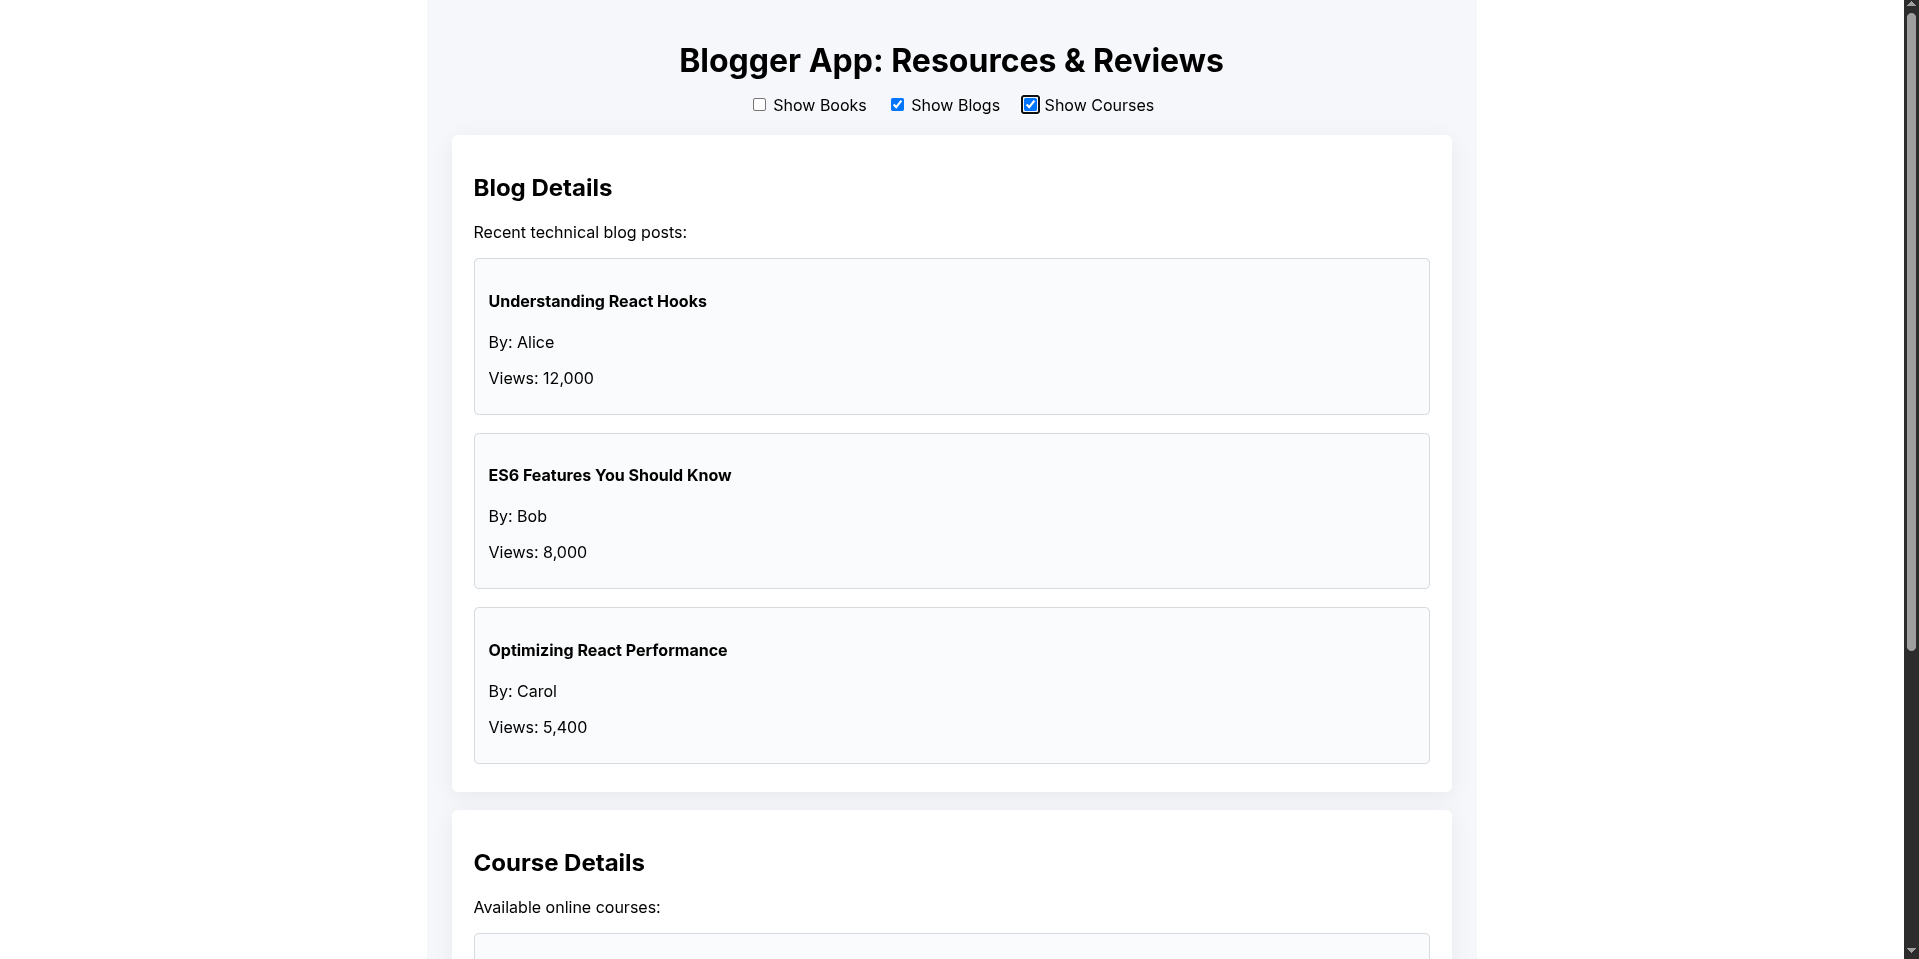 Blogger App: Resources & Reviews
Show Books Show Blogs Show Courses
Blog Details
Recent technical blog posts:
Understanding React Hooks
By: Alice
Views: 12,000
ES6 Features You Should Know
By: Bob
Views: 8,000
Optimizing React Performance
By: Carol
Views: 5,400
Course Details
Available online courses: